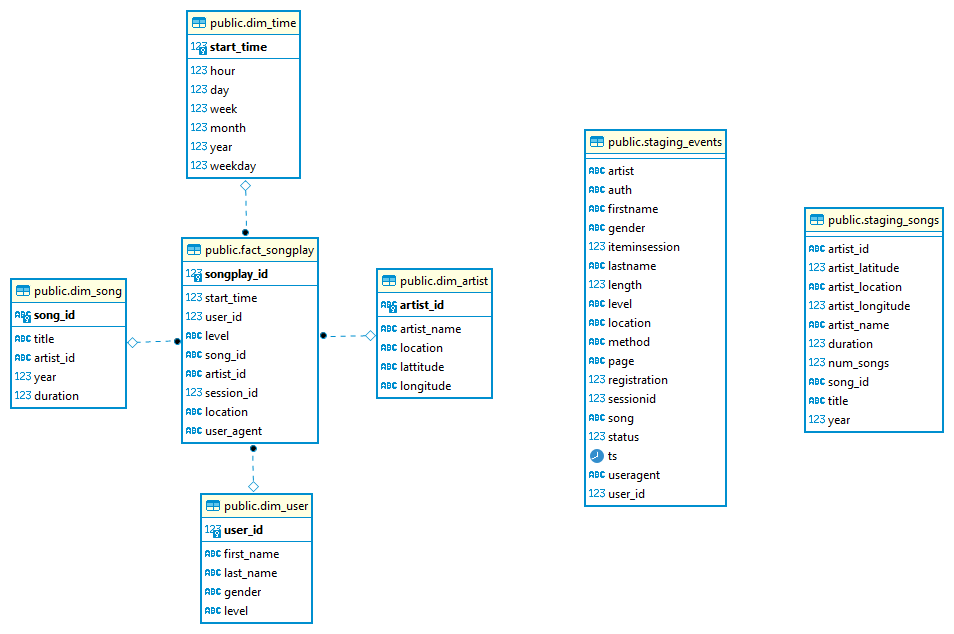 public.dim_time
123 start_time
123 hour
123 day
123 week
123 month
123 year
123 weekday
public.fact_songplay
123 songplay_id
123 start_time
123 user_id
ABC level
ABC song_id
ABC artist_id
123 session_id
ABC location
ABC user_agent
public.dim_song
ABC song_id
ABC title
ABC artist_id
123 year
123 duration
public.dim_artist
ABC artist_id
ABC artist_name
ABC location
ABC lattitude
ABC longitude
public.dim_user
123 user_id
ABC first_name
ABC last_name
ABC gender
ABC level
public.staging_events
ABC artist
ABC auth
ABC firstname
ABC gender
123 iteminsession
ABC lastname
123 length
ABC level
ABC location
ABC method
ABC page
123 registration
123 sessionid
ABC song
123 status
ts
ABC useragent
123 user_id
public.staging_songs
ABC artist_id
123 artist_latitude
ABC artist_location
123 artist_longitude
ABC artist_name
123 duration
123 num_songs
ABC song_id
ABC title
123 year